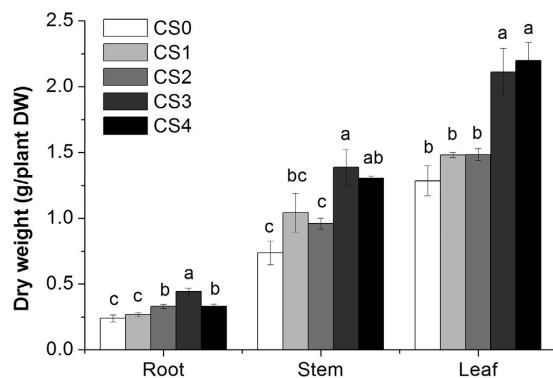 Dry weight (g/plant DW)
2.5
2.0
1.5
1.0
0.5
0.0
CS0
CS1
CS2
CS3
CS4
c c b a b
c bc c a ab
b b b a a
Root Stem Leaf